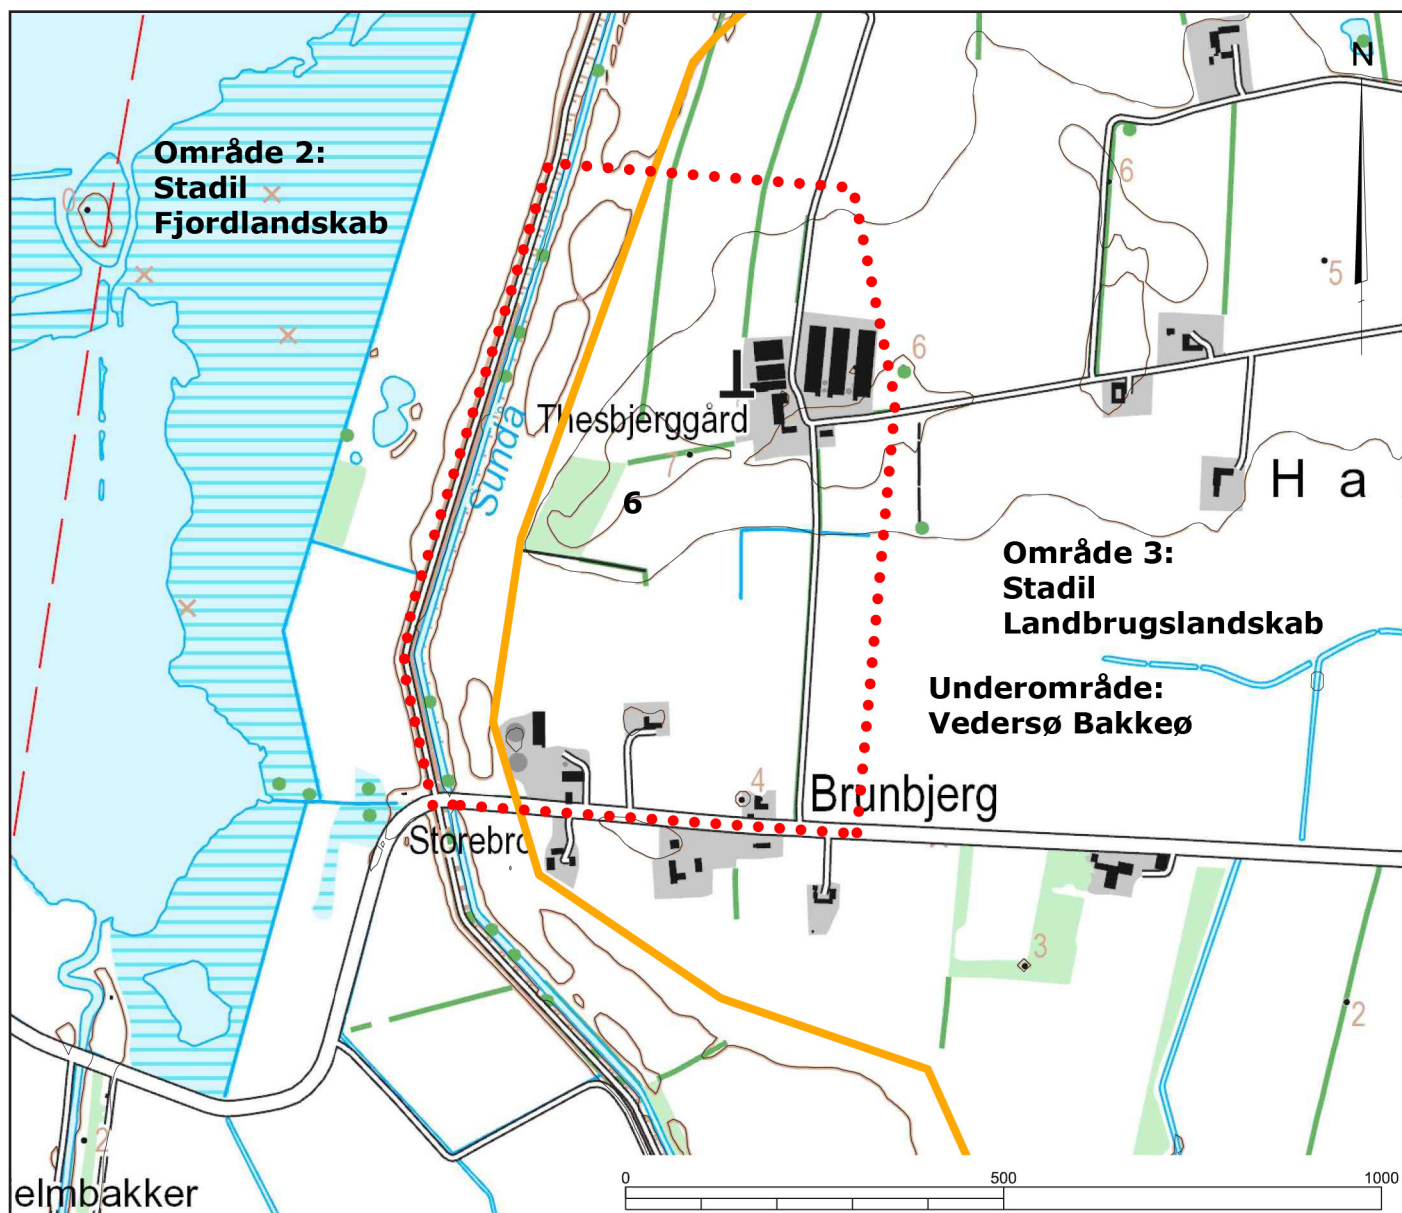 N
Område 2:
Stadil
Fjordlandskab
0
6
5
6
Sunda
Thesbjerggård
7
6
H a
Område 3:
Stadil
Landbrugslandskab
Underområde:
Vedersø Bakkeø
4
Brunbjerg
Storebro
3
2
2
elmbakker
0 500 1000